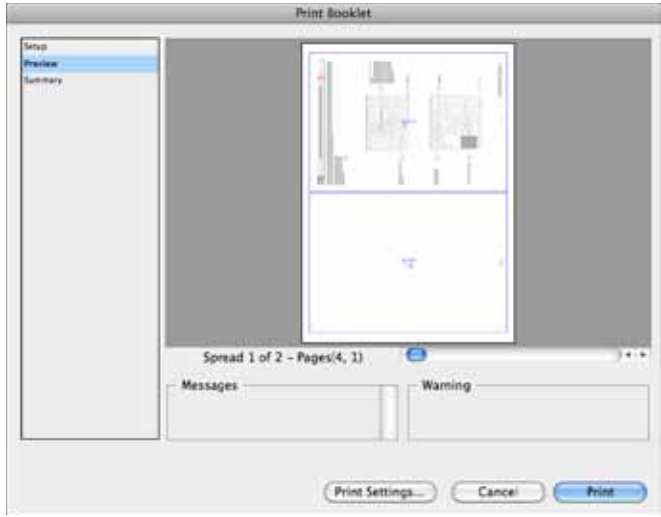 Print Booklet
Setup
Preview
Summary
Spread 1 of 2 – Pages(4, 1)
Messages
Warning
Print Settings...
Cancel
Print